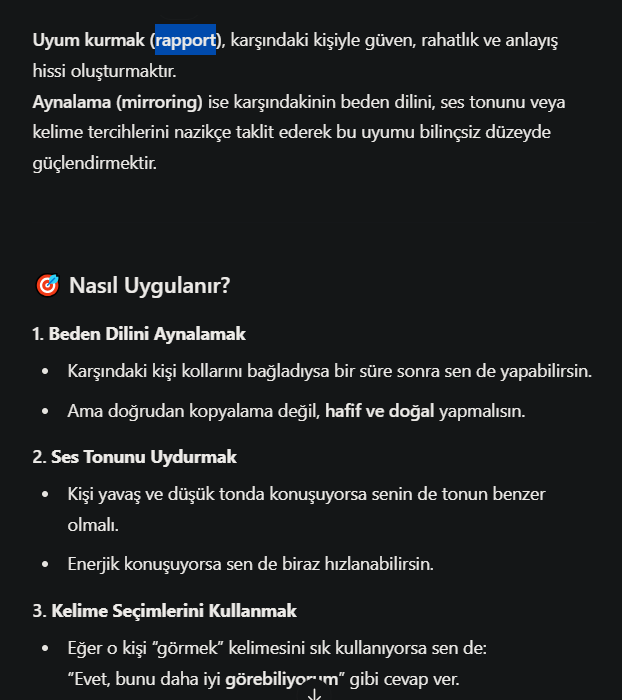 Uyum kurmak (rapport), karşındaki kişiyle güven, rahatlık ve anlayış
hissi oluşturmaktır.
Aynalama (mirroring) ise karşındakinin beden dilini, ses tonunu veya
kelime tercihlerini nazikçe taklit ederek bu uyumu bilinçsiz düzeyde
güçlendirmektir.
🎯 Nasıl Uygulanır?
1. Beden Dilini Aynalamak
• Karşındaki kişi kollarını bağladıysa bir süre sonra sen de yapabilirsin.
• Ama doğrudan kopyalama değil, hafif ve doğal yapmalısın.
2. Ses Tonunu Uydurmak
• Kişi yavaş ve düşük tonda konuşuyorsa senin de tonun benzer
olmalı.
• Enerjik konuşuyorsa sen de biraz hızlanabilirsin.
3. Kelime Seçimlerini Kullanmak
• Eğer o kişi “görmek” kelimesini sık kullanıyorsa sen de:
“Evet, bunu daha iyi görebiliyorum” gibi cevap ver.